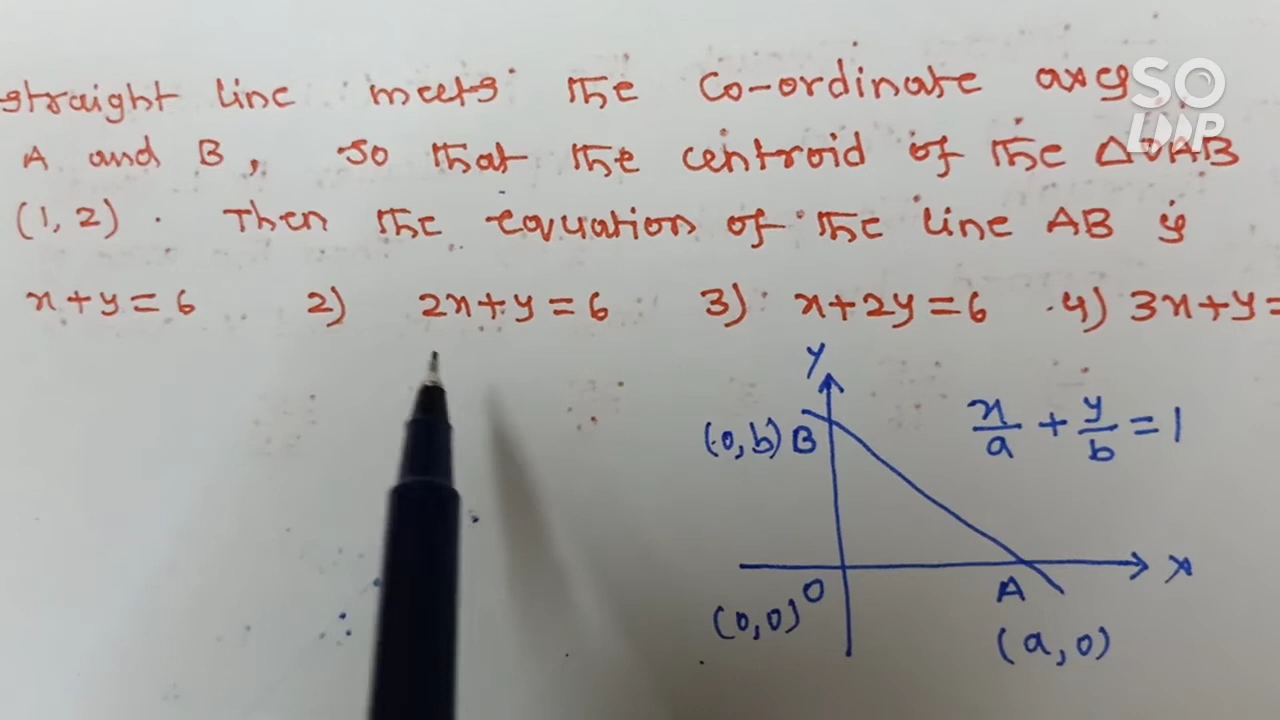 straight line meets the co-ordinate axes
A and B, so that the centroid of the ΔOAB
(1,2). Then the equation of the line AB is
x+y=6 2) 2x+y=6 3) x+2y=6 4) 3x+y=
y
(0,b) B x/a + y/b = 1
O A x
(0,0) (a,0)
SO
LOOP